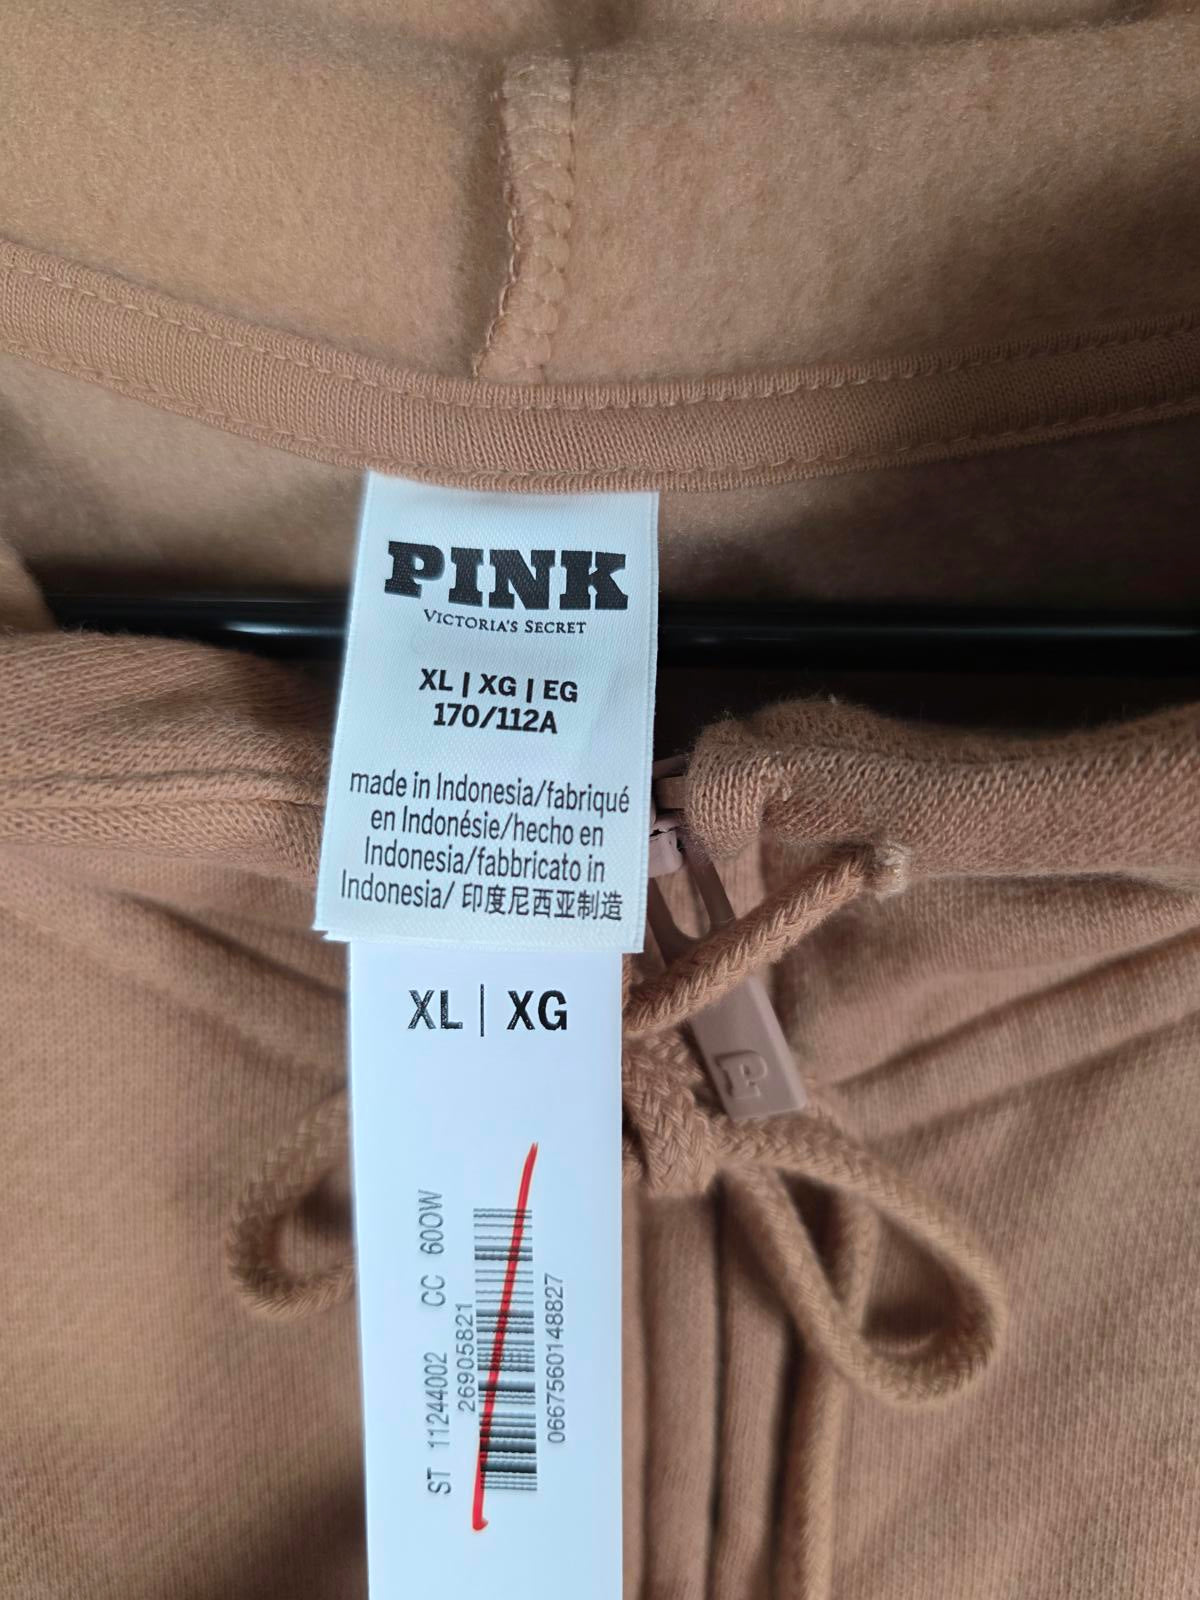 PINK
VICTORIA'S SECRET
XL | XG | EG
170/112A
made in Indonesia/fabriqué
en Indonésie/hecho en
Indonesia/fabbricato in
Indonesia/ 印度尼西亚制造
XL | XG
ST 11244002 CC 60OW
26905821
0667560148827
P